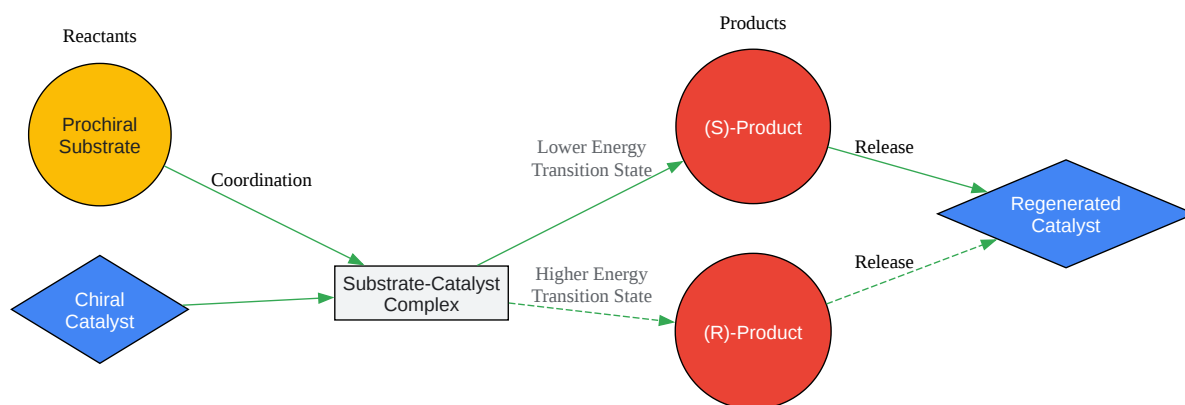 Reactants
Products
Prochiral
Substrate
(S)-Product
Lower Energy
Transition State
Release
Coordination
Regenerated
Catalyst
Chiral
Catalyst
Substrate-Catalyst
Complex
Higher Energy
Transition State
Release
(R)-Product